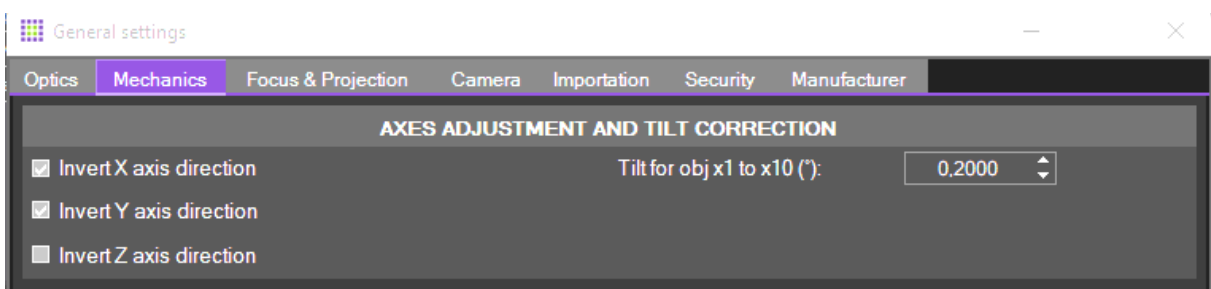 General settings
Optics Mechanics Focus & Projection Camera Importation Security Manufacturer
AXES ADJUSTMENT AND TILT CORRECTION
Invert X axis direction Tilt for obj x1 to x10 (°): 0,2000
Invert Y axis direction
Invert Z axis direction